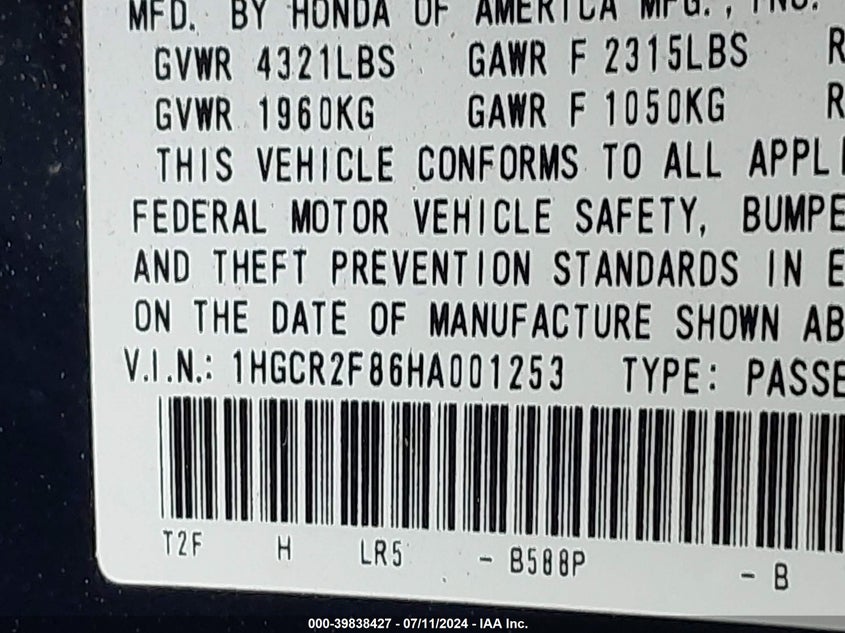 MFD. BY HONDA OF AMERICA MFG., INC.
GVWR 4321LBS GAWR F 2315LBS R
GVWR 1960KG GAWR F 1050KG R
THIS VEHICLE CONFORMS TO ALL APPLI
FEDERAL MOTOR VEHICLE SAFETY, BUMPE
AND THEFT PREVENTION STANDARDS IN E
ON THE DATE OF MANUFACTURE SHOWN AB
V.I.N.: 1HGCR2F86HA001253 TYPE: PASSE
T2F H LR5 - B588P - B
000-39838427 - 07/11/2024 - IAA Inc.